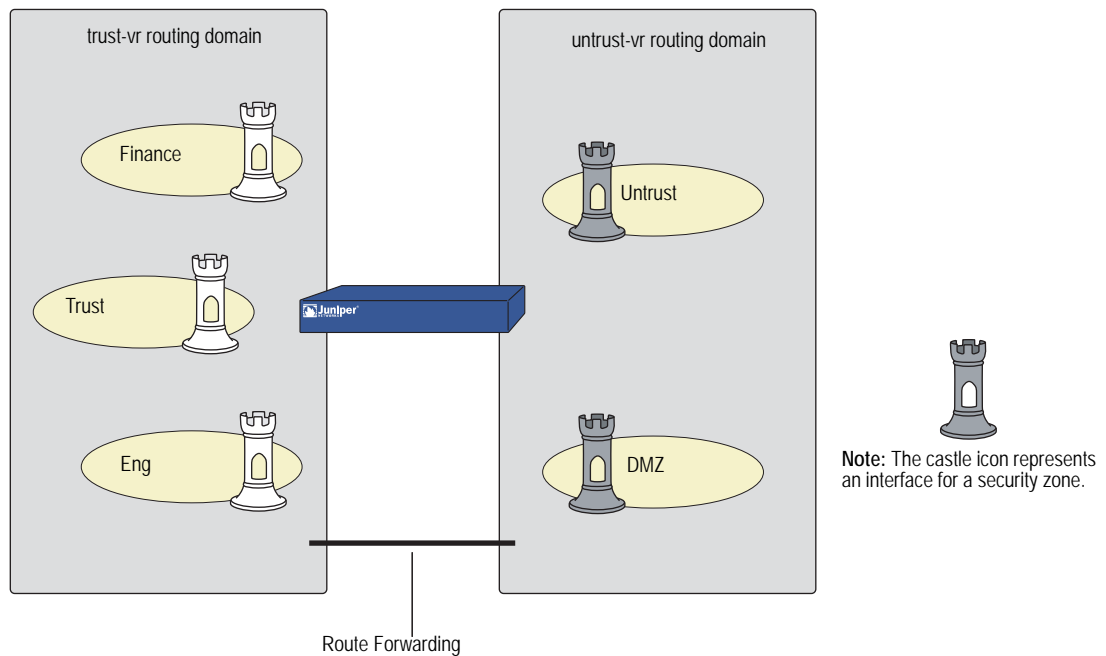 trust-vr routing domain
Finance
Trust
Eng
untrust-vr routing domain
Untrust
DMZ
Juniper
Route Forwarding
Note: The castle icon represents
an interface for a security zone.